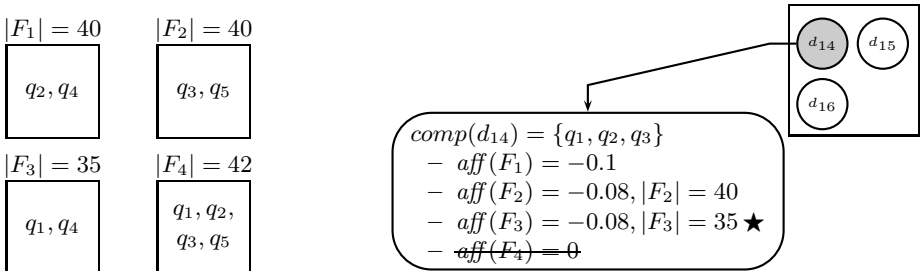 |F₁| = 40
|F₂| = 40
q₂, q₄
q₃, q₅
|F₃| = 35
|F₄| = 42
q₁, q₄
q₁, q₂,
q₃, q₅
d₁₄
d₁₅
d₁₆
comp(d₁₄) = {q₁, q₂, q₃}
− aff(F₁) = −0.1
− aff(F₂) = −0.08, |F₂| = 40
− aff(F₃) = −0.08, |F₃| = 35 ★
− aff(F₄) = 0